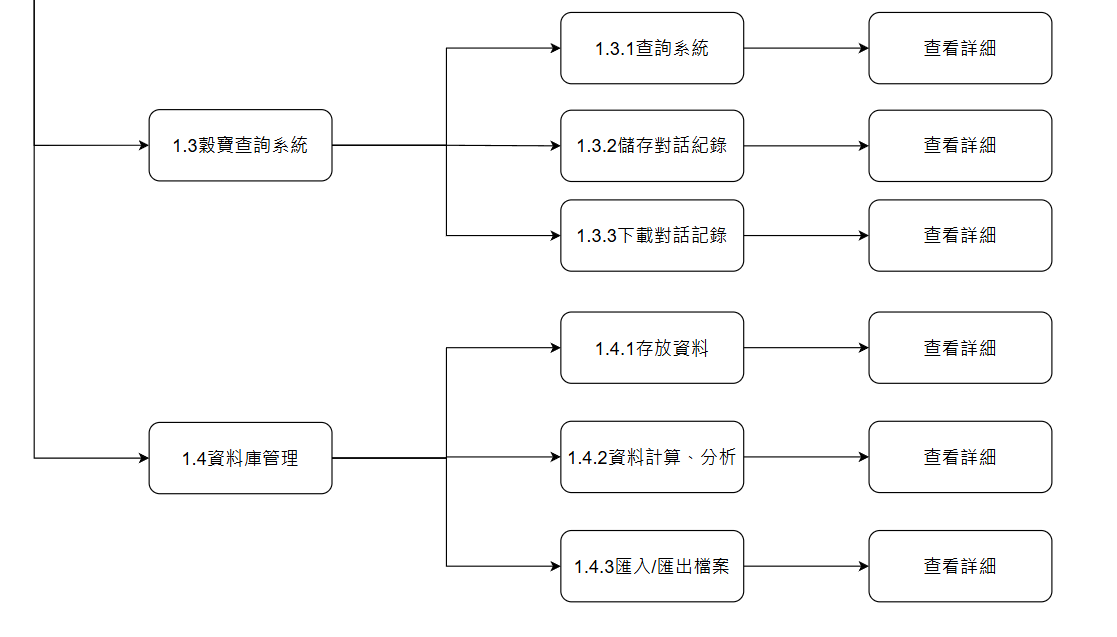 1.3穀寶查詢系統
1.3.1查詢系統
查看詳細
1.3.2儲存對話紀錄
查看詳細
1.3.3下載對話記錄
查看詳細
1.4資料庫管理
1.4.1存放資料
查看詳細
1.4.2資料計算、分析
查看詳細
1.4.3匯入/匯出檔案
查看詳細